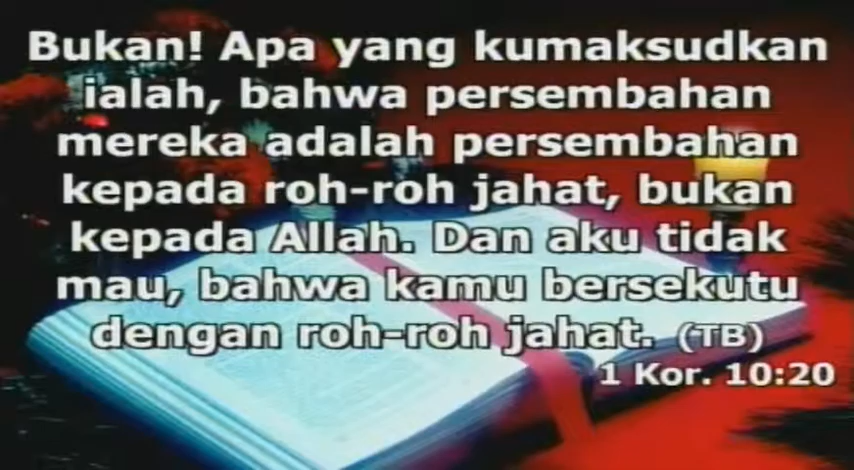 Bukan! Apa yang kumaksudkan
ialah, bahwa persembahan
mereka adalah persembahan
kepada roh-roh jahat, bukan
kepada Allah. Dan aku tidak
mau, bahwa kamu bersekutu
dengan roh-roh jahat. (TB)
1 Kor. 10:20